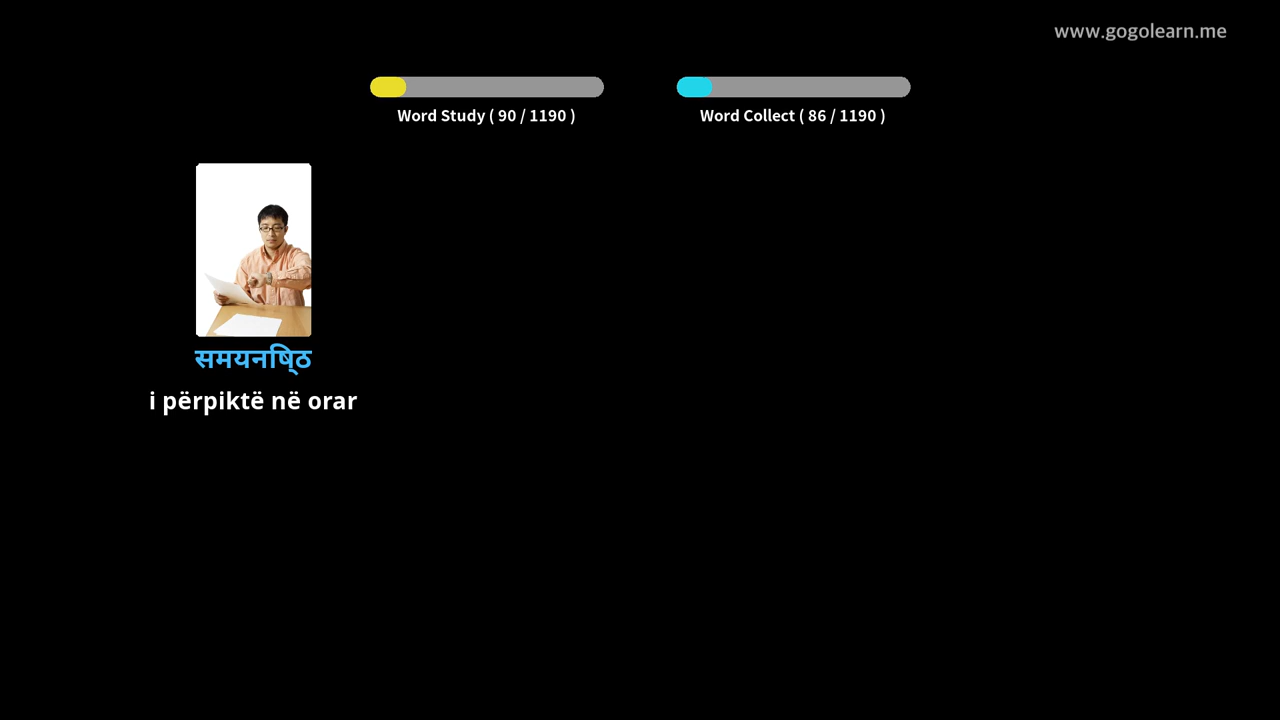 www.gogolearn.me
Word Study ( 90 / 1190 )
Word Collect ( 86 / 1190 )
समयनिष्ठ
i përpiktë në orar